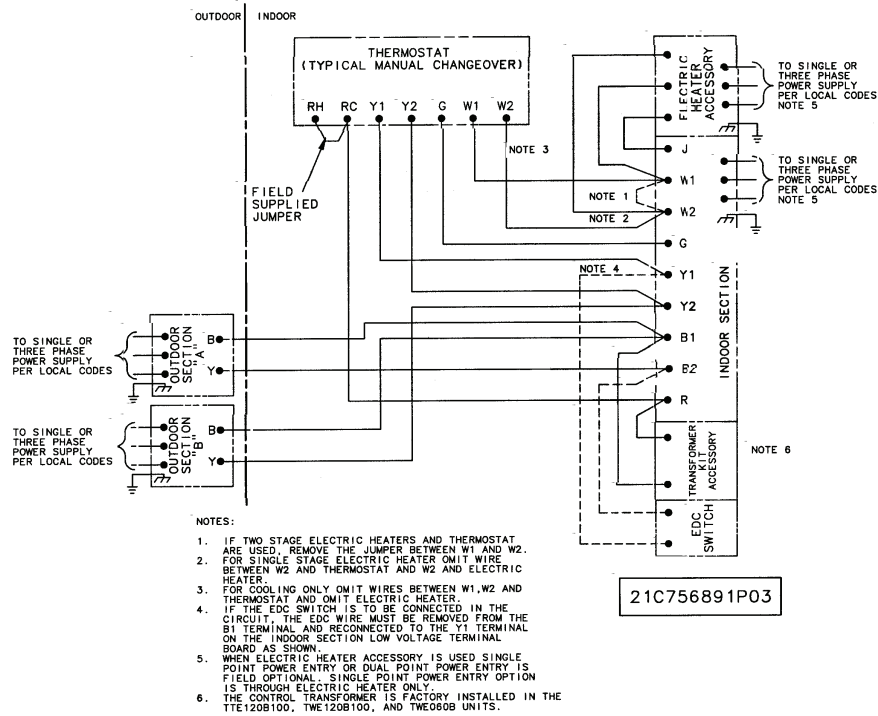 OUTDOOR INDOOR
THERMOSTAT
(TYPICAL MANUAL CHANGEOVER)
RH RC Y1 Y2 G W1 W2
NOTE 3
FIELD
SUPPLIED
JUMPER
ELECTRIC
HEATER
ACCESSORY
TO SINGLE OR
THREE PHASE
POWER SUPPLY
PER LOCAL CODES
NOTE 5
J
W1
NOTE 1
W2
NOTE 2
G
Y1
NOTE 4
Y2
B1
B2
R
INDOOR SECTION
TO SINGLE OR
THREE PHASE
POWER SUPPLY
PER LOCAL CODES
NOTE 5
TO SINGLE OR
THREE PHASE
POWER SUPPLY
PER LOCAL CODES
OUTDOOR
SECTION
"A"
B
Y
TO SINGLE OR
THREE PHASE
POWER SUPPLY
PER LOCAL CODES
OUTDOOR
SECTION
"B"
B
Y
TRANSFORMER
KIT
ACCESSORY
NOTE 6
EDC
SWITCH
21C756891P03
NOTES:
1. IF TWO STAGE ELECTRIC HEATERS AND THERMOSTAT
ARE USED, REMOVE THE JUMPER BETWEEN W1 AND W2.
2. FOR SINGLE STAGE ELECTRIC HEATER OMIT WIRE
BETWEEN W2 AND THERMOSTAT AND W2 AND ELECTRIC
HEATER.
3. FOR COOLING ONLY OMIT WIRES BETWEEN W1,W2 AND
THERMOSTAT AND OMIT ELECTRIC HEATER.
4. IF THE EDC SWITCH IS TO BE CONNECTED IN THE
CIRCUIT, THE EDC WIRE MUST BE REMOVED FROM THE
B1 TERMINAL AND RECONNECTED TO THE Y1 TERMINAL
ON THE INDOOR SECTION LOW VOLTAGE TERMINAL
BOARD AS SHOWN.
5. WHEN ELECTRIC HEATER ACCESSORY IS USED SINGLE
POINT POWER ENTRY OR DUAL POINT POWER ENTRY IS
FIELD OPTIONAL. SINGLE POINT POWER ENTRY OPTION
IS THROUGH ELECTRIC HEATER ONLY.
6. THE CONTROL TRANSFORMER IS FACTORY INSTALLED IN THE
TTE120B100, TWE120B100, AND TWE060B UNITS.